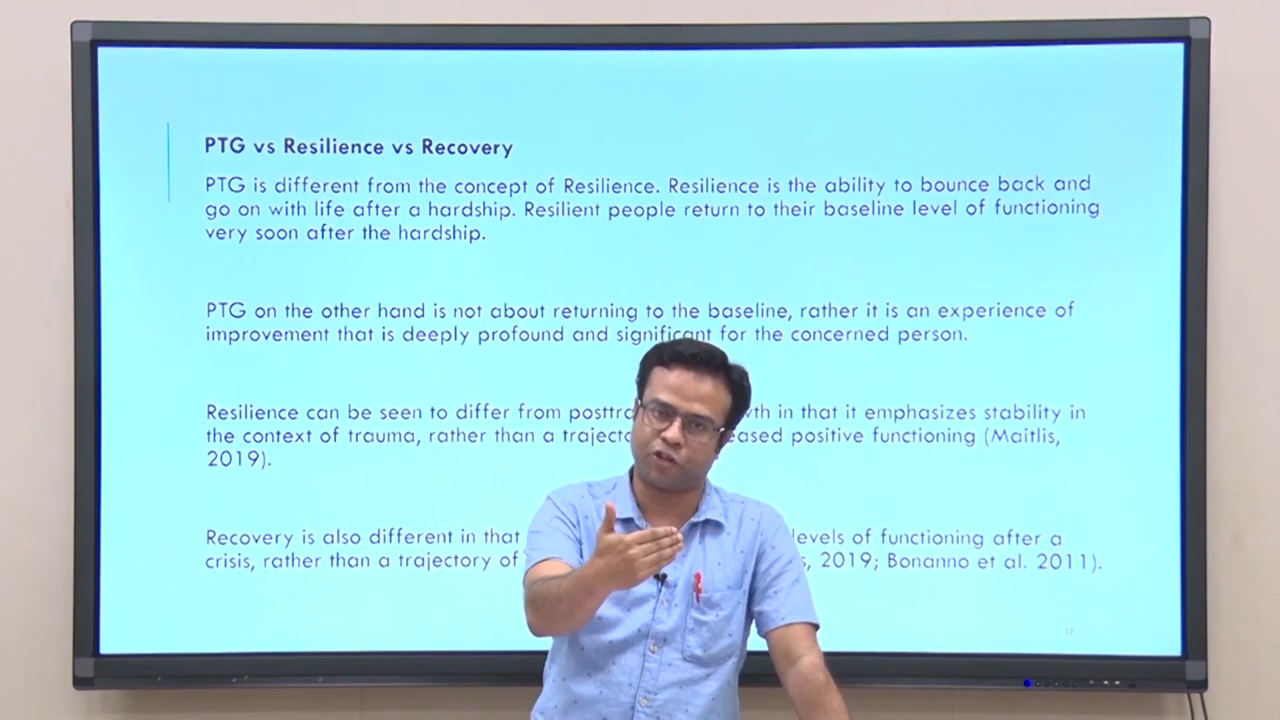 PTG vs Resilience vs Recovery
PTG is different from the concept of Resilience. Resilience is the ability to bounce back and
go on with life after a hardship. Resilient people return to their baseline level of functioning
very soon after the hardship.
PTG on the other hand is not about returning to the baseline, rather it is an experience of
improvement that is deeply profound and significant for the concerned person.
Resilience can be seen to differ from in that it emphasizes stability in
the context of trauma, rather than a positive functioning (Maitlis,
2019).
Recovery is also different in that levels of functioning after a
crisis, rather than a trajectory of 2019; Bonanno et al. 2011).
12